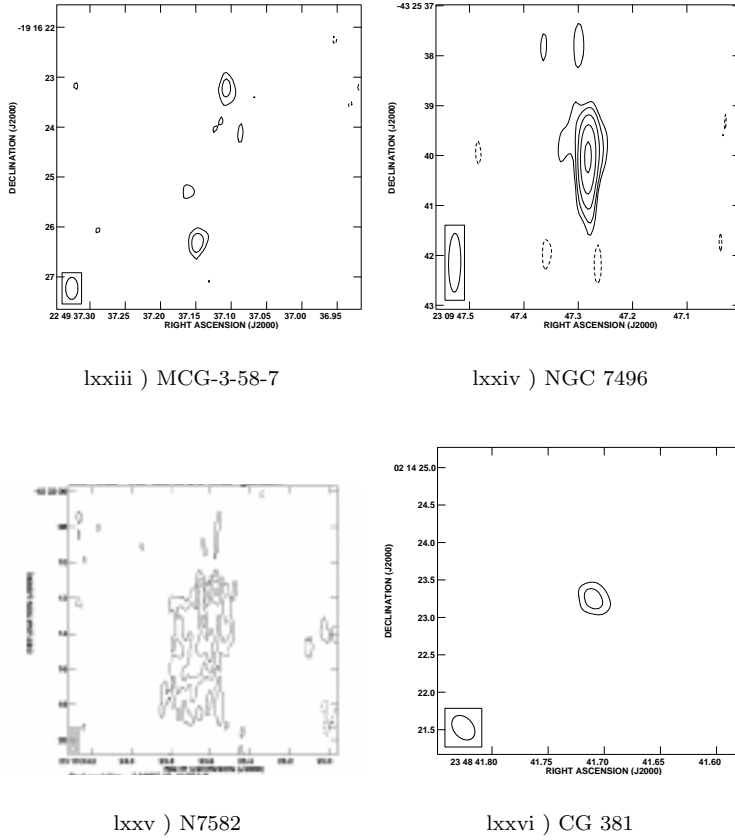 -19 16 22
23
24
25
26
27
DECLINATION (J2000)
22 49 37.30 37.25 37.20 37.15 37.10 37.05 37.00 36.95
RIGHT ASCENSION (J2000)
-43 25 37
38
39
40
41
42
43
DECLINATION (J2000)
23 09 47.5 47.4 47.3 47.2 47.1
RIGHT ASCENSION (J2000)
lxxiii ) MCG-3-58-7
lxxiv ) NGC 7496
10
12
14
16
18
02 14 25.0
24.5
24.0
23.5
23.0
22.5
22.0
21.5
DECLINATION (J2000)
23 48 41.80 41.75 41.70 41.65 41.60
RIGHT ASCENSION (J2000)
lxxv ) N7582
lxxvi ) CG 381